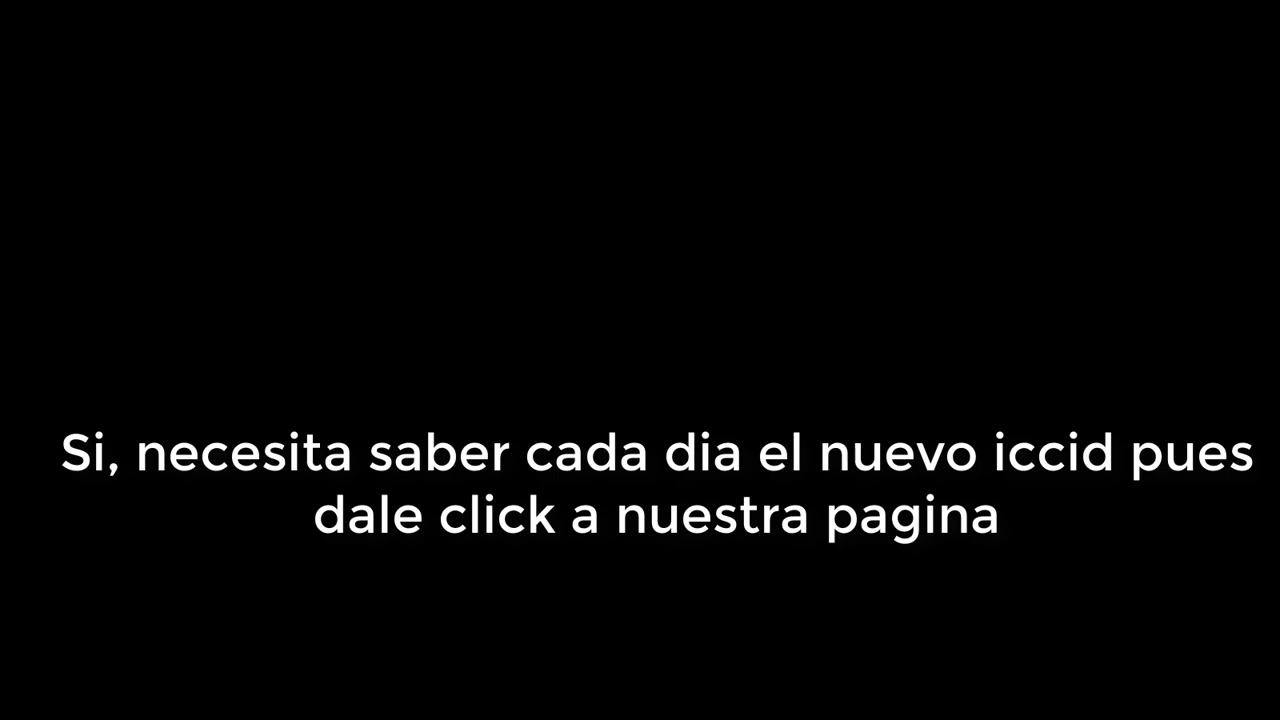 Si, necesita saber cada dia el nuevo iccid pues
dale click a nuestra pagina